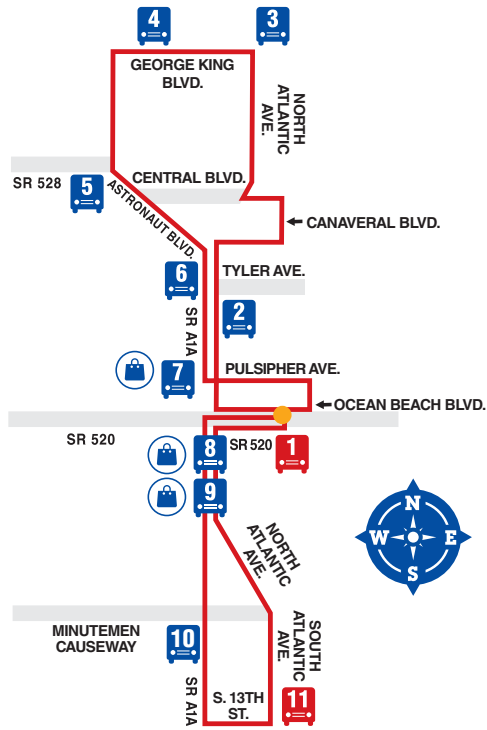 4
3
GEORGE KING
BLVD.
NORTH
ATLANTIC
AVE.
CENTRAL BLVD.
SR 528
5
ASTRONAUT BLVD.
CANAVERAL BLVD.
6
TYLER AVE.
SR A1A
2
7
PULSIPHER AVE.
OCEAN BEACH BLVD.
SR 520
8
SR 520
1
9
NORTH
ATLANTIC
AVE.
N
W
E
S
MINUTEMEN
CAUSEWAY
10
SOUTH
ATLANTIC
AVE.
SR A1A
S. 13TH
ST.
11